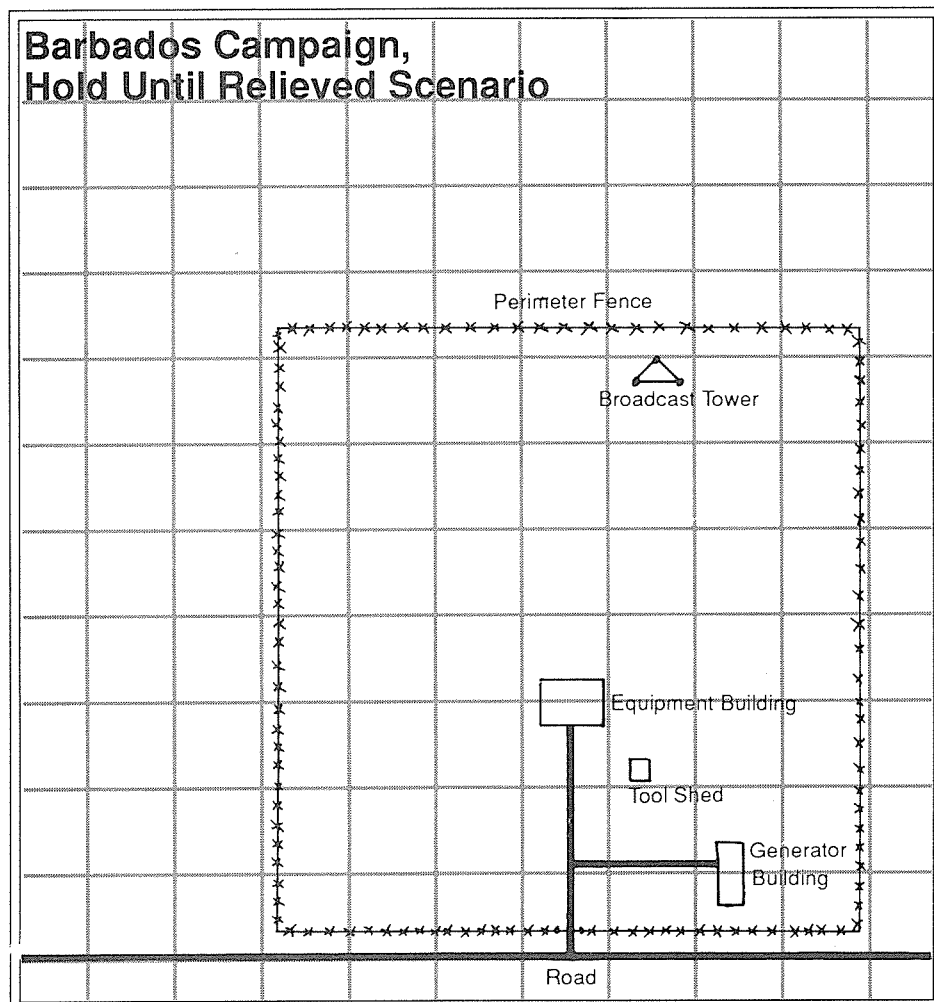 Barbados Campaign,
Hold Until Relieved Scenario
Perimeter Fence
Broadcast Tower
Equipment Building
Tool Shed
Generator
Building
Road